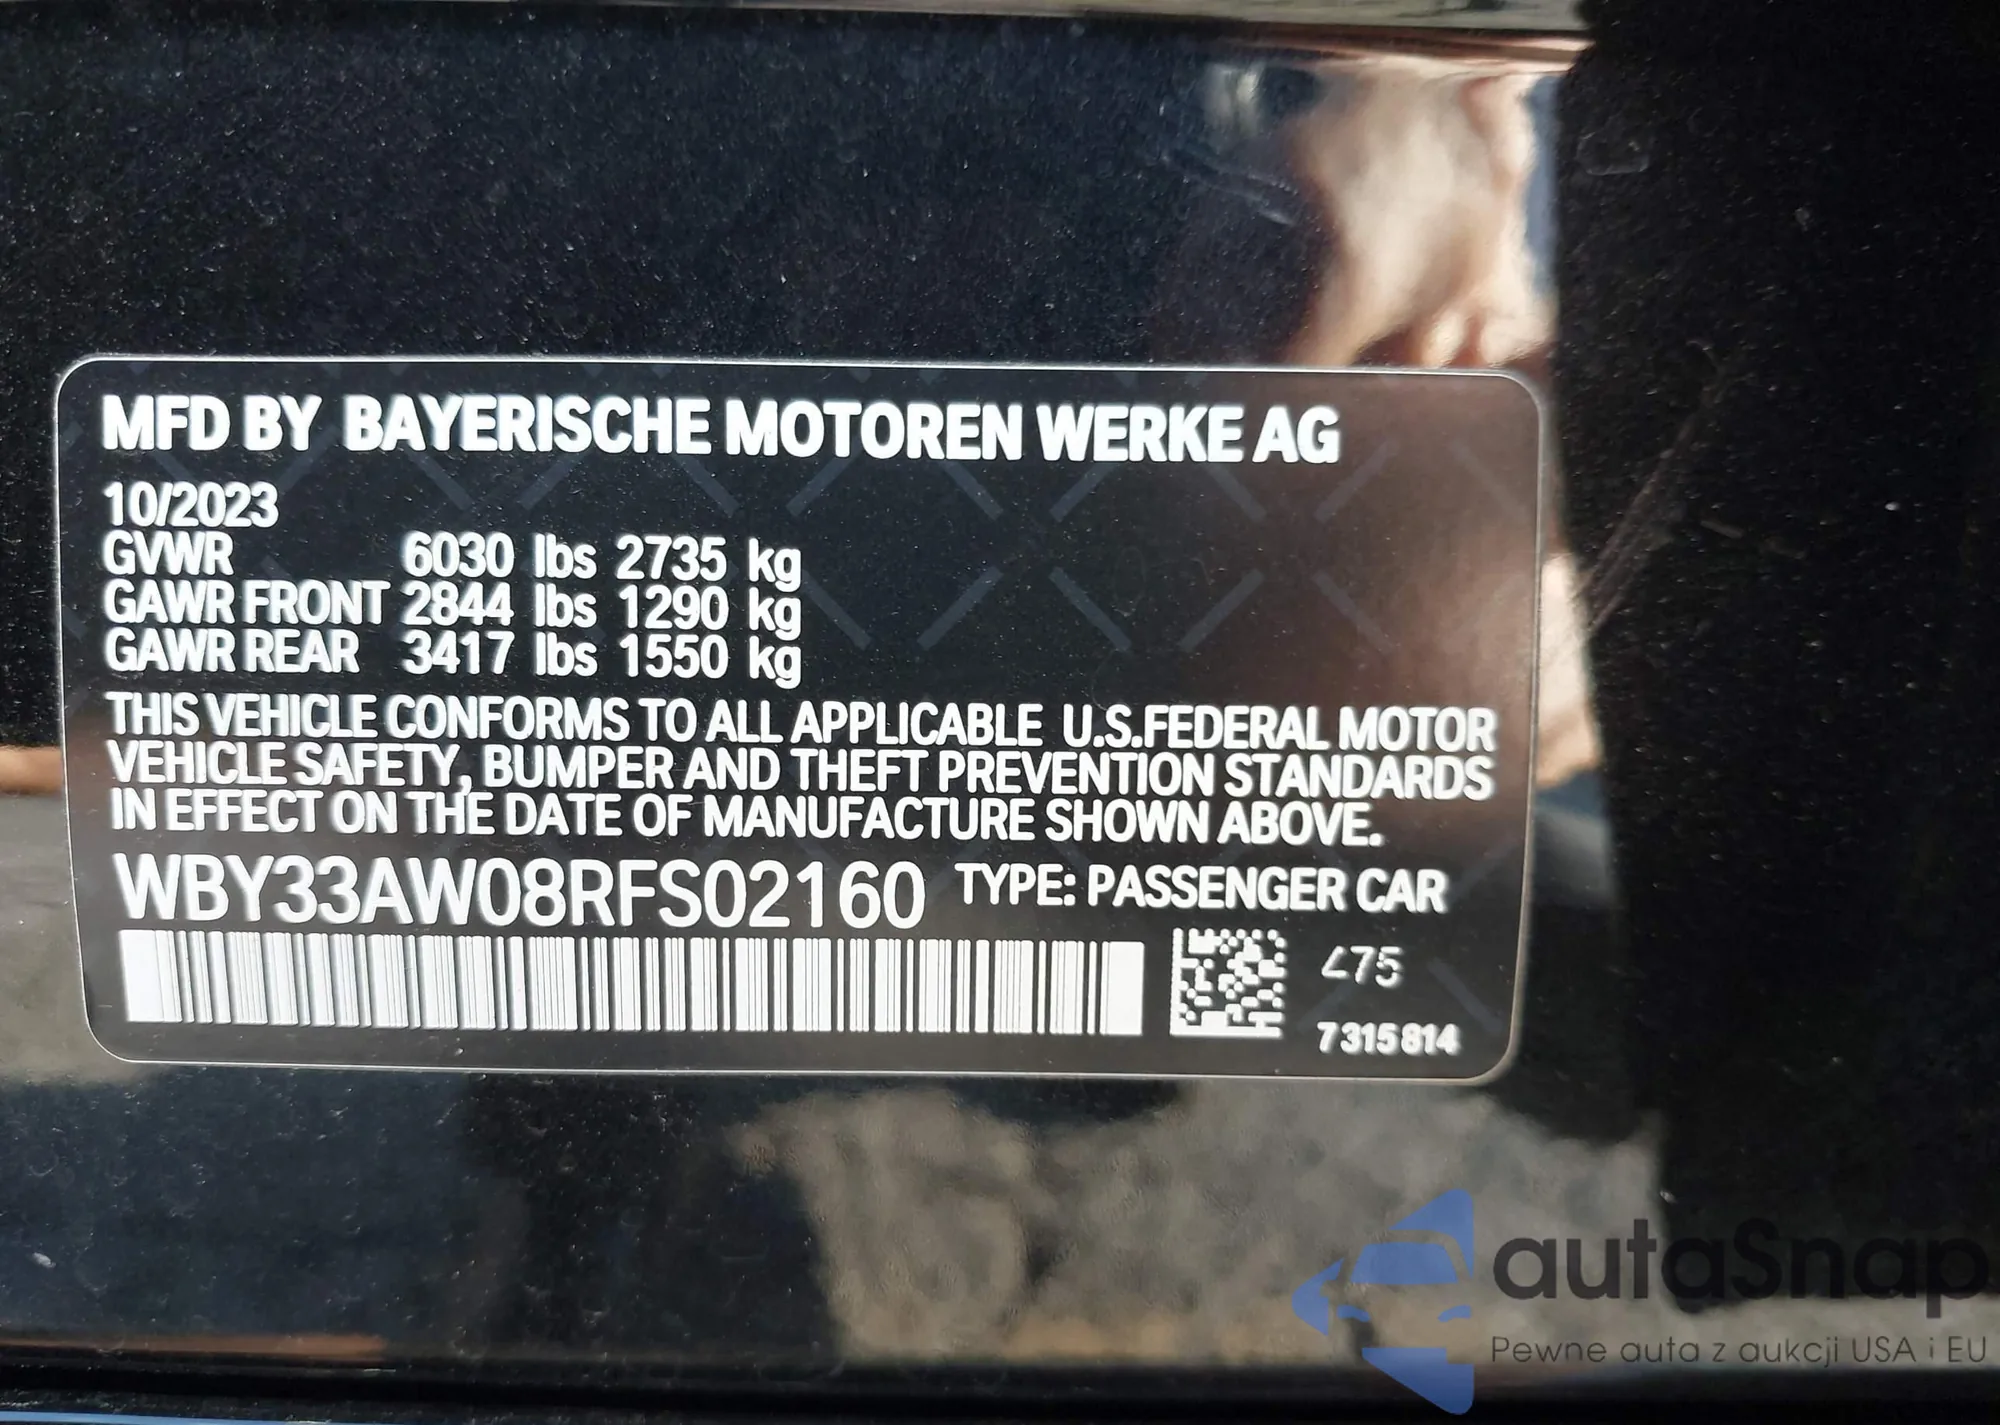 MFD BY BAYERISCHE MOTOREN WERKE AG
10/2023
GVWR 6030 lbs 2735 kg
GAWR FRONT 2844 lbs 1290 kg
GAWR REAR 3417 lbs 1550 kg
THIS VEHICLE CONFORMS TO ALL APPLICABLE U.S.FEDERAL MOTOR
VEHICLE SAFETY, BUMPER AND THEFT PREVENTION STANDARDS
IN EFFECT ON THE DATE OF MANUFACTURE SHOWN ABOVE.
WBY33AW08RFS02160 TYPE: PASSENGER CAR
475
7315814
autaSnap
Pewne auta z aukcji USA i EU